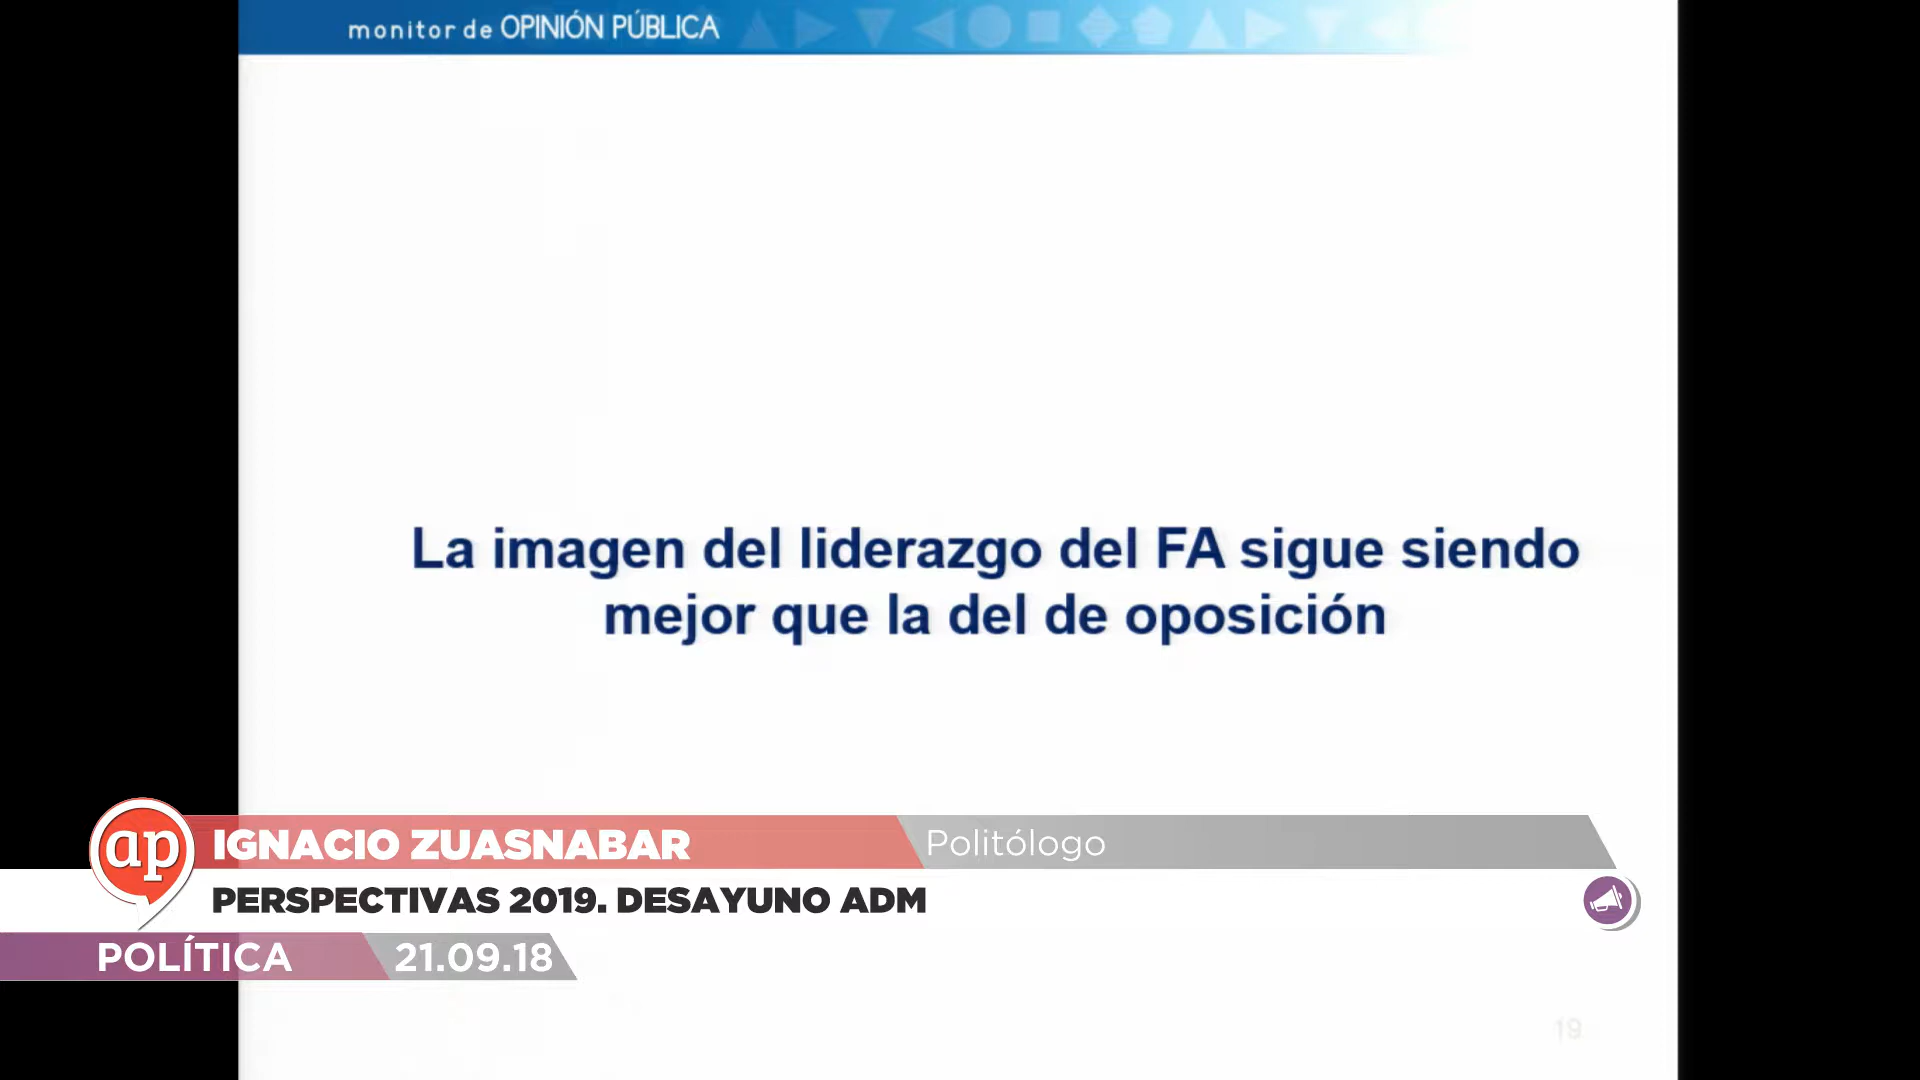 monitor de OPINIÓN PÚBLICA
La imagen del liderazgo del FA sigue siendo
mejor que la del de oposición
ap
IGNACIO ZUASNABAR
Politólogo
PERSPECTIVAS 2019. DESAYUNO ADM
POLÍTICA
21.09.18
19